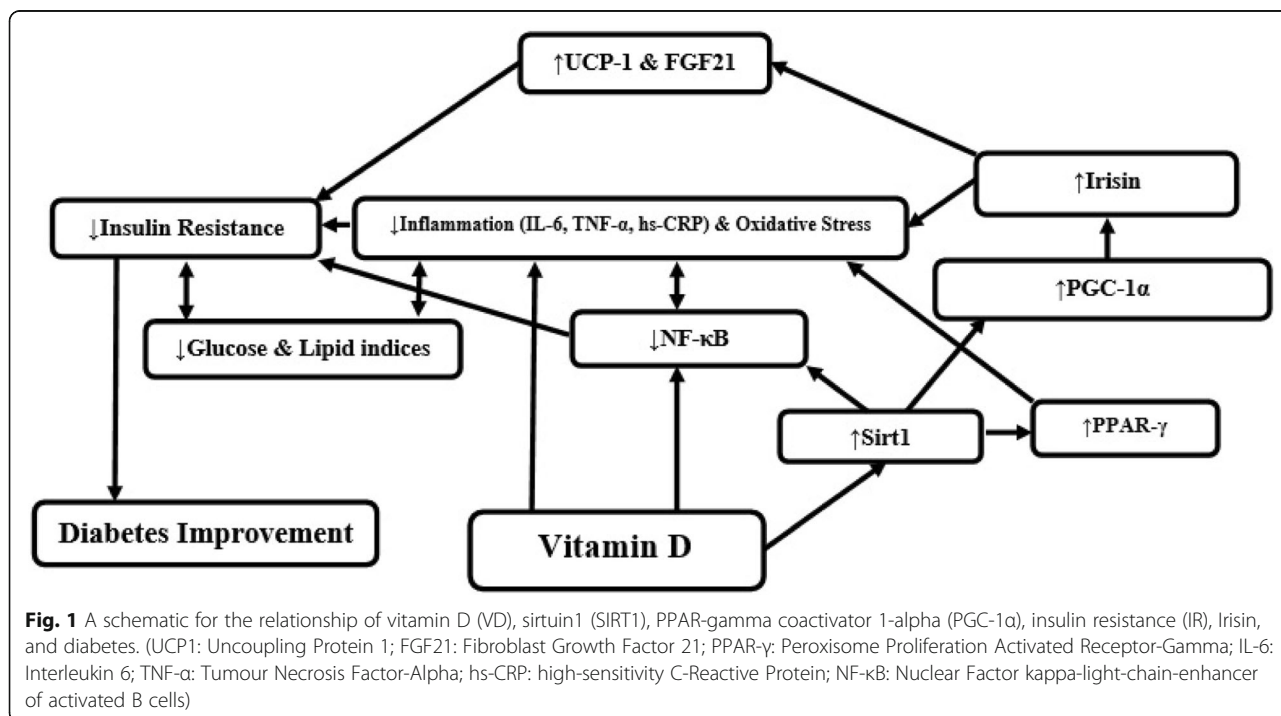 ↑UCP-1 & FGF21
↑Irisin
↓Insulin Resistance
↓Inflammation (IL-6, TNF-α, hs-CRP) & Oxidative Stress
↑PGC-1α
↓Glucose & Lipid indices
↓NF-κB
↑Sirt1
↑PPAR-γ
Diabetes Improvement
Vitamin D
Fig. 1 A schematic for the relationship of vitamin D (VD), sirtuin1 (SIRT1), PPAR-gamma coactivator 1-alpha (PGC-1α), insulin resistance (IR), Irisin,
and diabetes. (UCP1: Uncoupling Protein 1; FGF21: Fibroblast Growth Factor 21; PPAR-γ: Peroxisome Proliferation Activated Receptor-Gamma; IL-6:
Interleukin 6; TNF-α: Tumour Necrosis Factor-Alpha; hs-CRP: high-sensitivity C-Reactive Protein; NF-κB: Nuclear Factor kappa-light-chain-enhancer
of activated B cells)